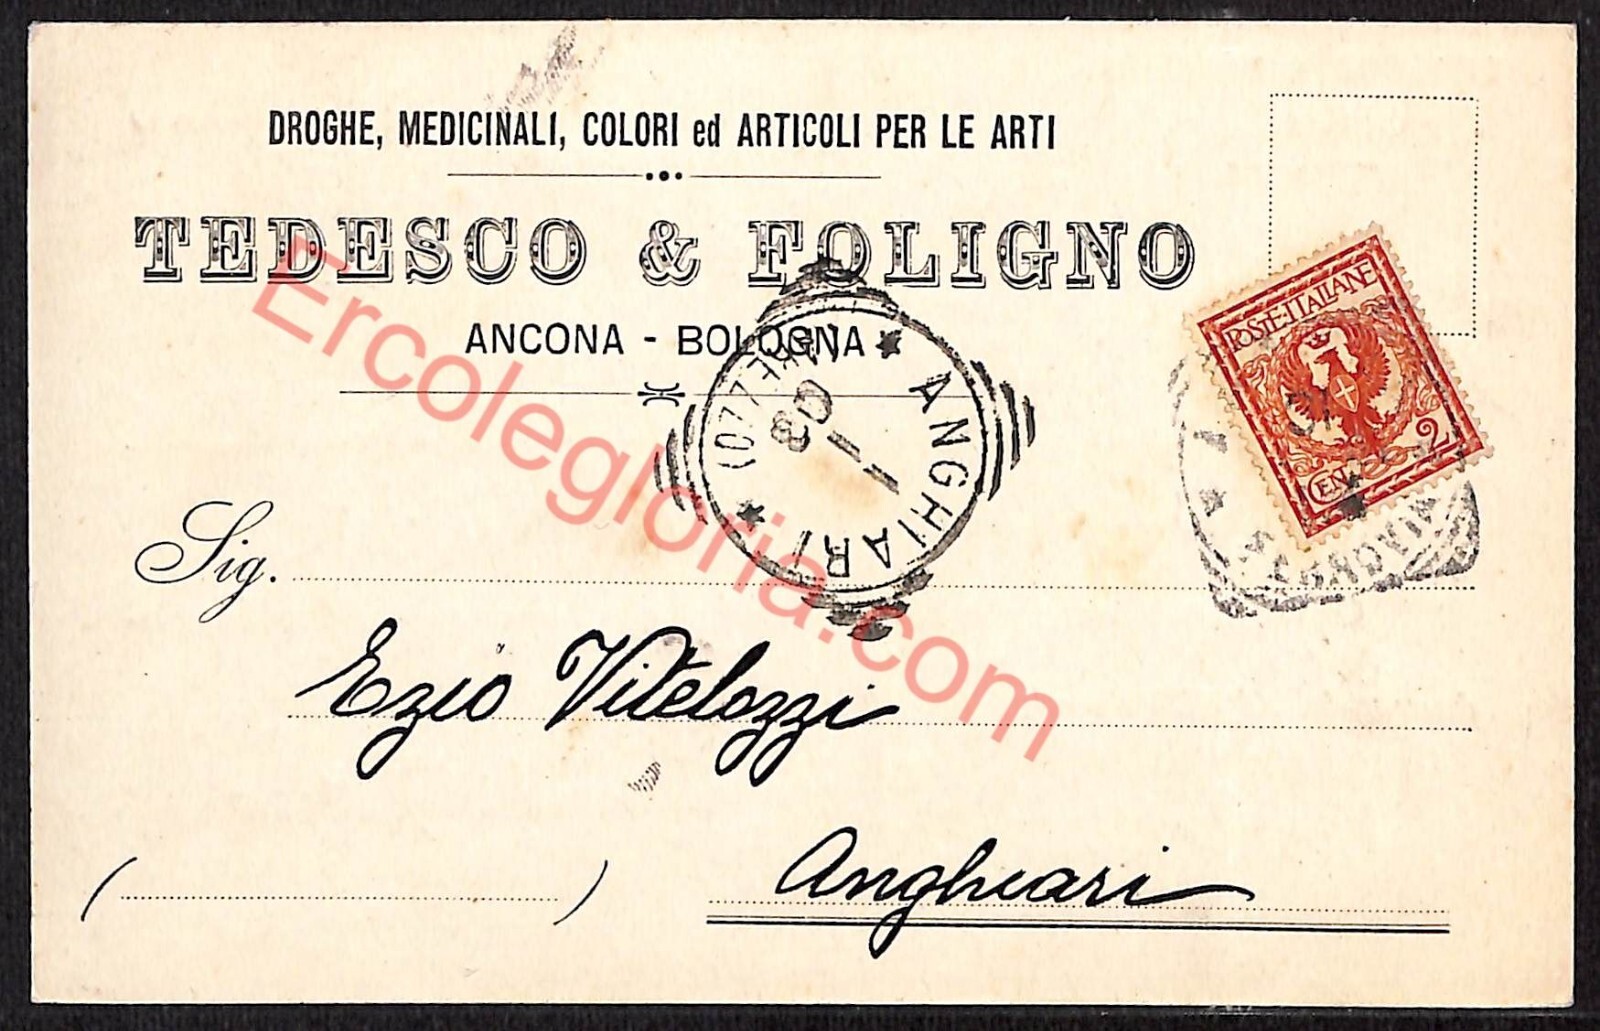 DROGHE, MEDICINALI, COLORI ed ARTICOLI PER LE ARTI
TEDESCO & FOLIGNO
ANCONA - BOLOGNA
POSTE·ITALIANE
CENT 2
ANGHIARI
(AREZZO)
Sig.
Ezio Vitelozzi
Anghiari
( )
Ercolegloria.com